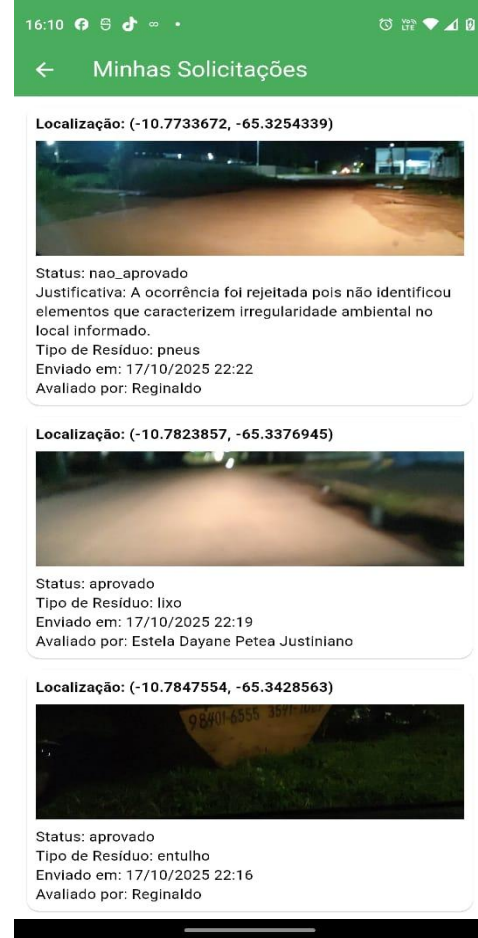 16:10
Vo)) LTE
Minhas Solicitações
Localização: (-10.7733672, -65.3254339)
Status: nao_aprovado
Justificativa: A ocorrência foi rejeitada pois não identificou
elementos que caracterizem irregularidade ambiental no
local informado.
Tipo de Resíduo: pneus
Enviado em: 17/10/2025 22:22
Avaliado por: Reginaldo
Localização: (-10.7823857, -65.3376945)
Status: aprovado
Tipo de Resíduo: lixo
Enviado em: 17/10/2025 22:19
Avaliado por: Estela Dayane Petea Justiniano
Localização: (-10.7847554, -65.3428563)
98401-6555
Status: aprovado
Tipo de Resíduo: entulho
Enviado em: 17/10/2025 22:16
Avaliado por: Reginaldo